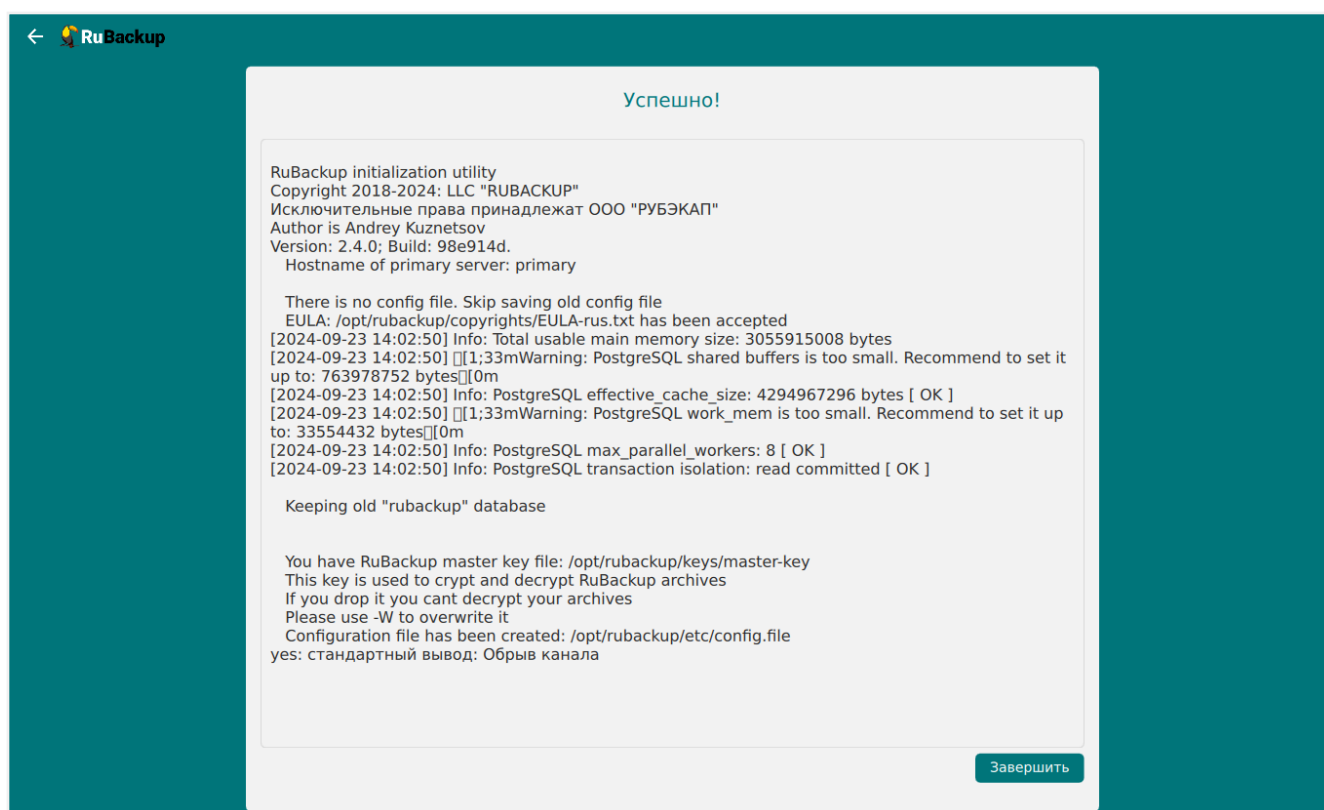 RuBackup
Успешно!
RuBackup initialization utility
Copyright 2018-2024: LLC "RUBACKUP"
Исключительные права принадлежат ООО "РУБЭКАП"
Author is Andrey Kuznetsov
Version: 2.4.0; Build: 98e914d.
Hostname of primary server: primary
There is no config file. Skip saving old config file
EULA: /opt/rubackup/copyrights/EULA-rus.txt has been accepted
[2024-09-23 14:02:50] Info: Total usable main memory size: 3055915008 bytes
[2024-09-23 14:02:50] ▯[1;33mWarning: PostgreSQL shared buffers is too small. Recommend to set it
up to: 763978752 bytes▯[0m
[2024-09-23 14:02:50] Info: PostgreSQL effective_cache_size: 4294967296 bytes [ OK ]
[2024-09-23 14:02:50] ▯[1;33mWarning: PostgreSQL work_mem is too small. Recommend to set it up
to: 33554432 bytes▯[0m
[2024-09-23 14:02:50] Info: PostgreSQL max_parallel_workers: 8 [ OK ]
[2024-09-23 14:02:50] Info: PostgreSQL transaction isolation: read committed [ OK ]
Keeping old "rubackup" database
You have RuBackup master key file: /opt/rubackup/keys/master-key
This key is used to crypt and decrypt RuBackup archives
If you drop it you cant decrypt your archives
Please use -W to overwrite it
Configuration file has been created: /opt/rubackup/etc/config.file
yes: стандартный вывод: Обрыв канала
Завершить